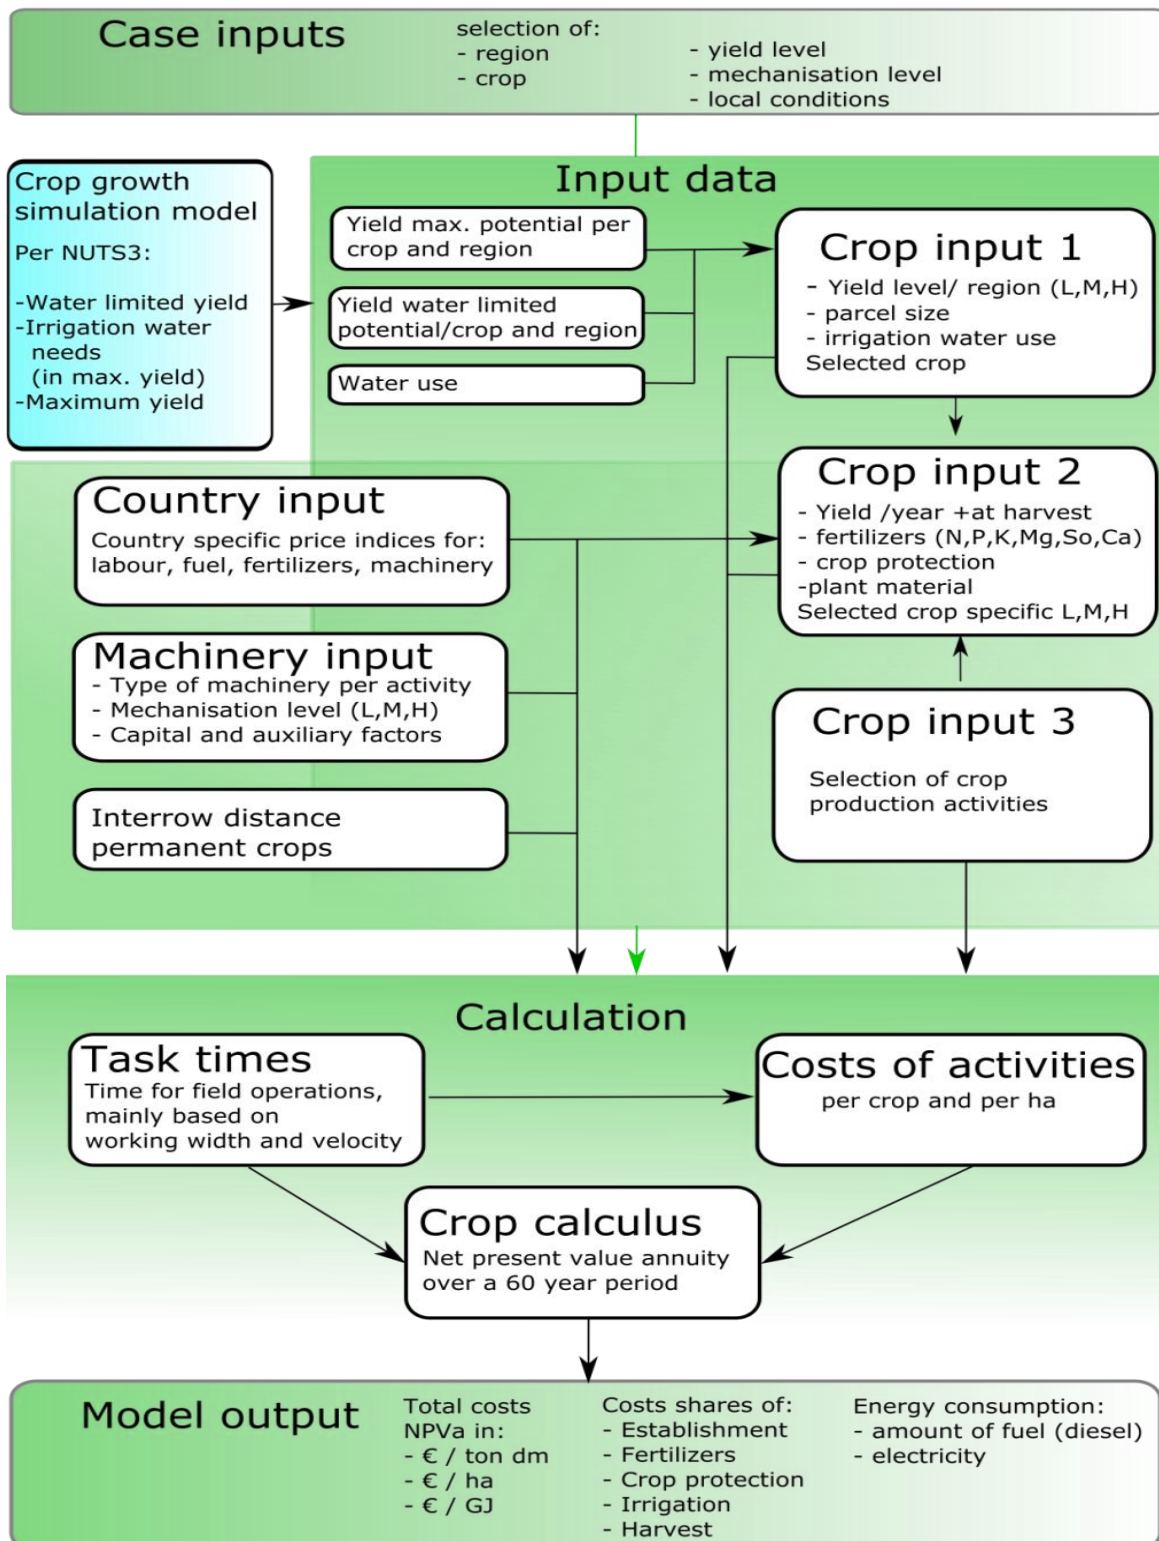 Case inputs
selection of:
- region
- crop
- yield level
- mechanisation level
- local conditions
Crop growth
simulation model
Per NUTS3:
-Water limited yield
-Irrigation water
needs
(in max. yield)
-Maximum yield
Input data
Yield max. potential per
crop and region
Yield water limited
potential/crop and region
Water use
Crop input 1
- Yield level/ region (L,M,H)
- parcel size
- irrigation water use
Selected crop
Country input
Country specific price indices for:
labour, fuel, fertilizers, machinery
Crop input 2
- Yield /year +at harvest
- fertilizers (N,P,K,Mg,So,Ca)
- crop protection
-plant material
Selected crop specific L,M,H
Machinery input
- Type of machinery per activity
- Mechanisation level (L,M,H)
- Capital and auxiliary factors
Crop input 3
Selection of crop
production activities
Interrow distance
permanent crops
Calculation
Task times
Time for field operations,
mainly based on
working width and velocity
Costs of activities
per crop and per ha
Crop calculus
Net present value annuity
over a 60 year period
Model output
Total costs
NPVa in:
- € / ton dm
- € / ha
- € / GJ
Costs shares of:
- Establishment
- Fertilizers
- Crop protection
- Irrigation
- Harvest
Energy consumption:
- amount of fuel (diesel)
- electricity